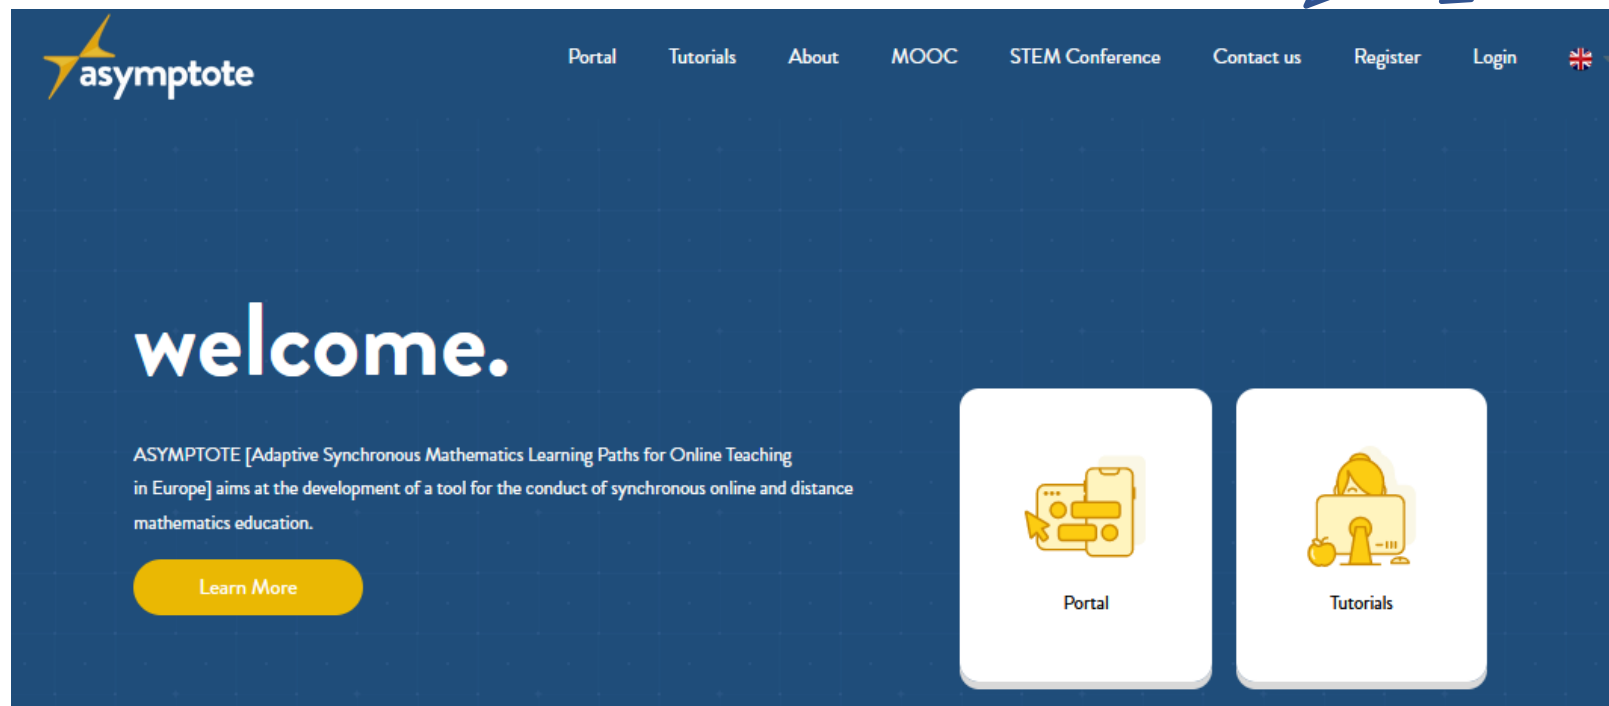 asymptote
Portal Tutorials About MOOC STEM Conference Contact us Register Login
welcome.
ASYMPTOTE [Adaptive Synchronous Mathematics Learning Paths for Online Teaching
in Europe] aims at the development of a tool for the conduct of synchronous online and distance
mathematics education.
Learn More
Portal
Tutorials